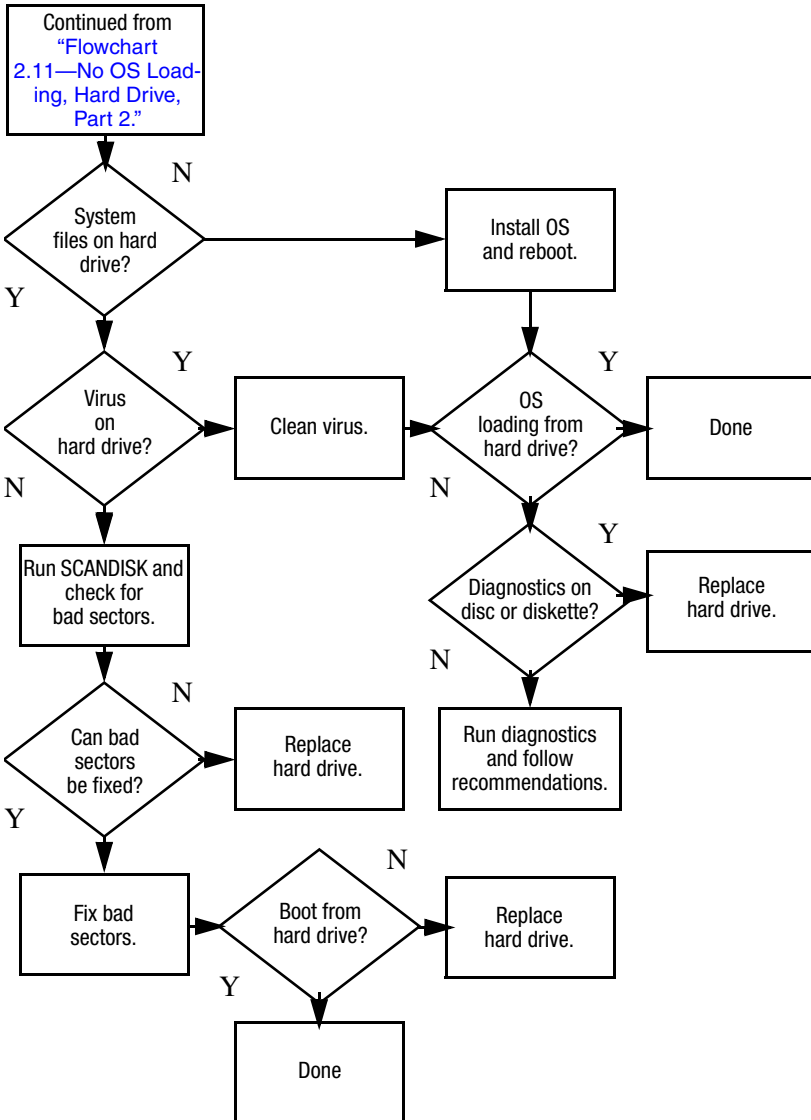 Continued from
“Flowchart
2.11—No OS Load-
ing, Hard Drive,
Part 2.”
N
System
files on hard
drive?
Install OS
and reboot.
Y
Y
Virus
on
hard drive?
Clean virus.
Y
OS
loading from
hard drive?
Done
N
N
Run SCANDISK and
check for
bad sectors.
Y
Diagnostics on
disc or diskette?
Replace
hard drive.
N
N
Can bad
sectors
be fixed?
Replace
hard drive.
Run diagnostics
and follow
recommendations.
Y
Fix bad
sectors.
N
Boot from
hard drive?
Replace
hard drive.
Y
Done